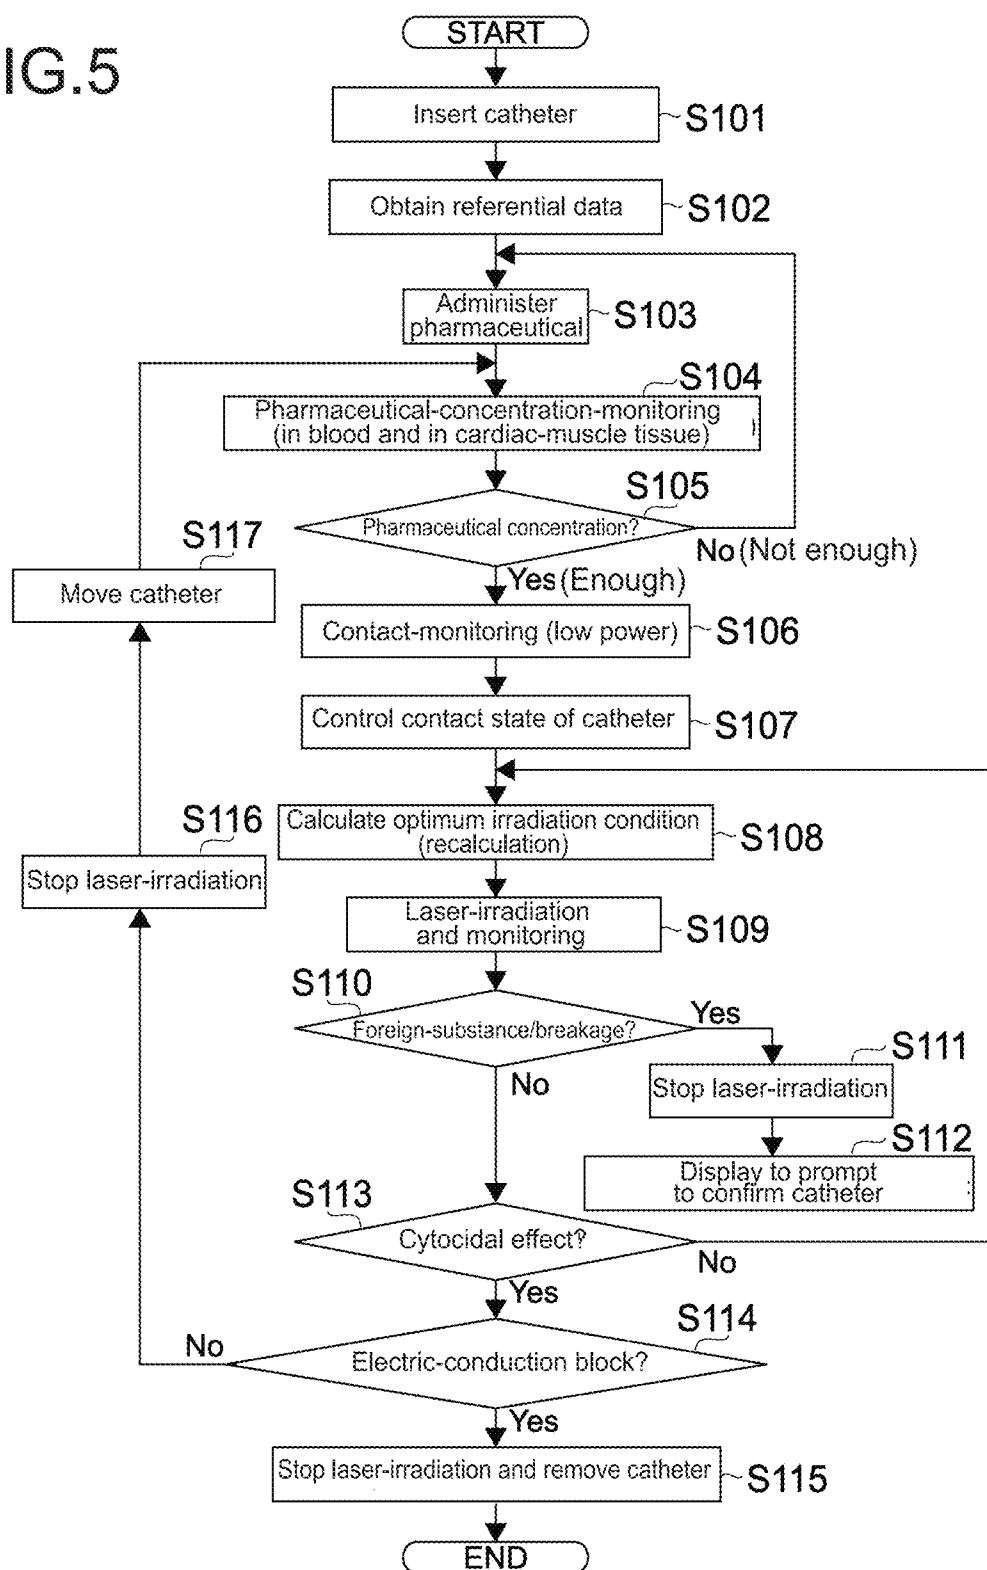 IG.5
START
Insert catheter
S101
Obtain referential data
S102
Administer
pharmaceutical
S103
S104
Pharmaceutical-concentration-monitoring
(in blood and in cardiac-muscle tissue)
S105
Pharmaceutical concentration?
No (Not enough)
Yes (Enough)
S117
Move catheter
Contact-monitoring (low power)
S106
Control contact state of catheter
S107
S116
Stop laser-irradiation
Calculate optimum irradiation condition
(recalculation)
S108
Laser-irradiation
and monitoring
S109
S110
Foreign-substance/breakage?
Yes
No
S111
Stop laser-irradiation
S112
Display to prompt
to confirm catheter
S113
Cytocidal effect?
No
Yes
S114
Electric-conduction block?
No
Yes
Stop laser-irradiation and remove catheter
S115
END